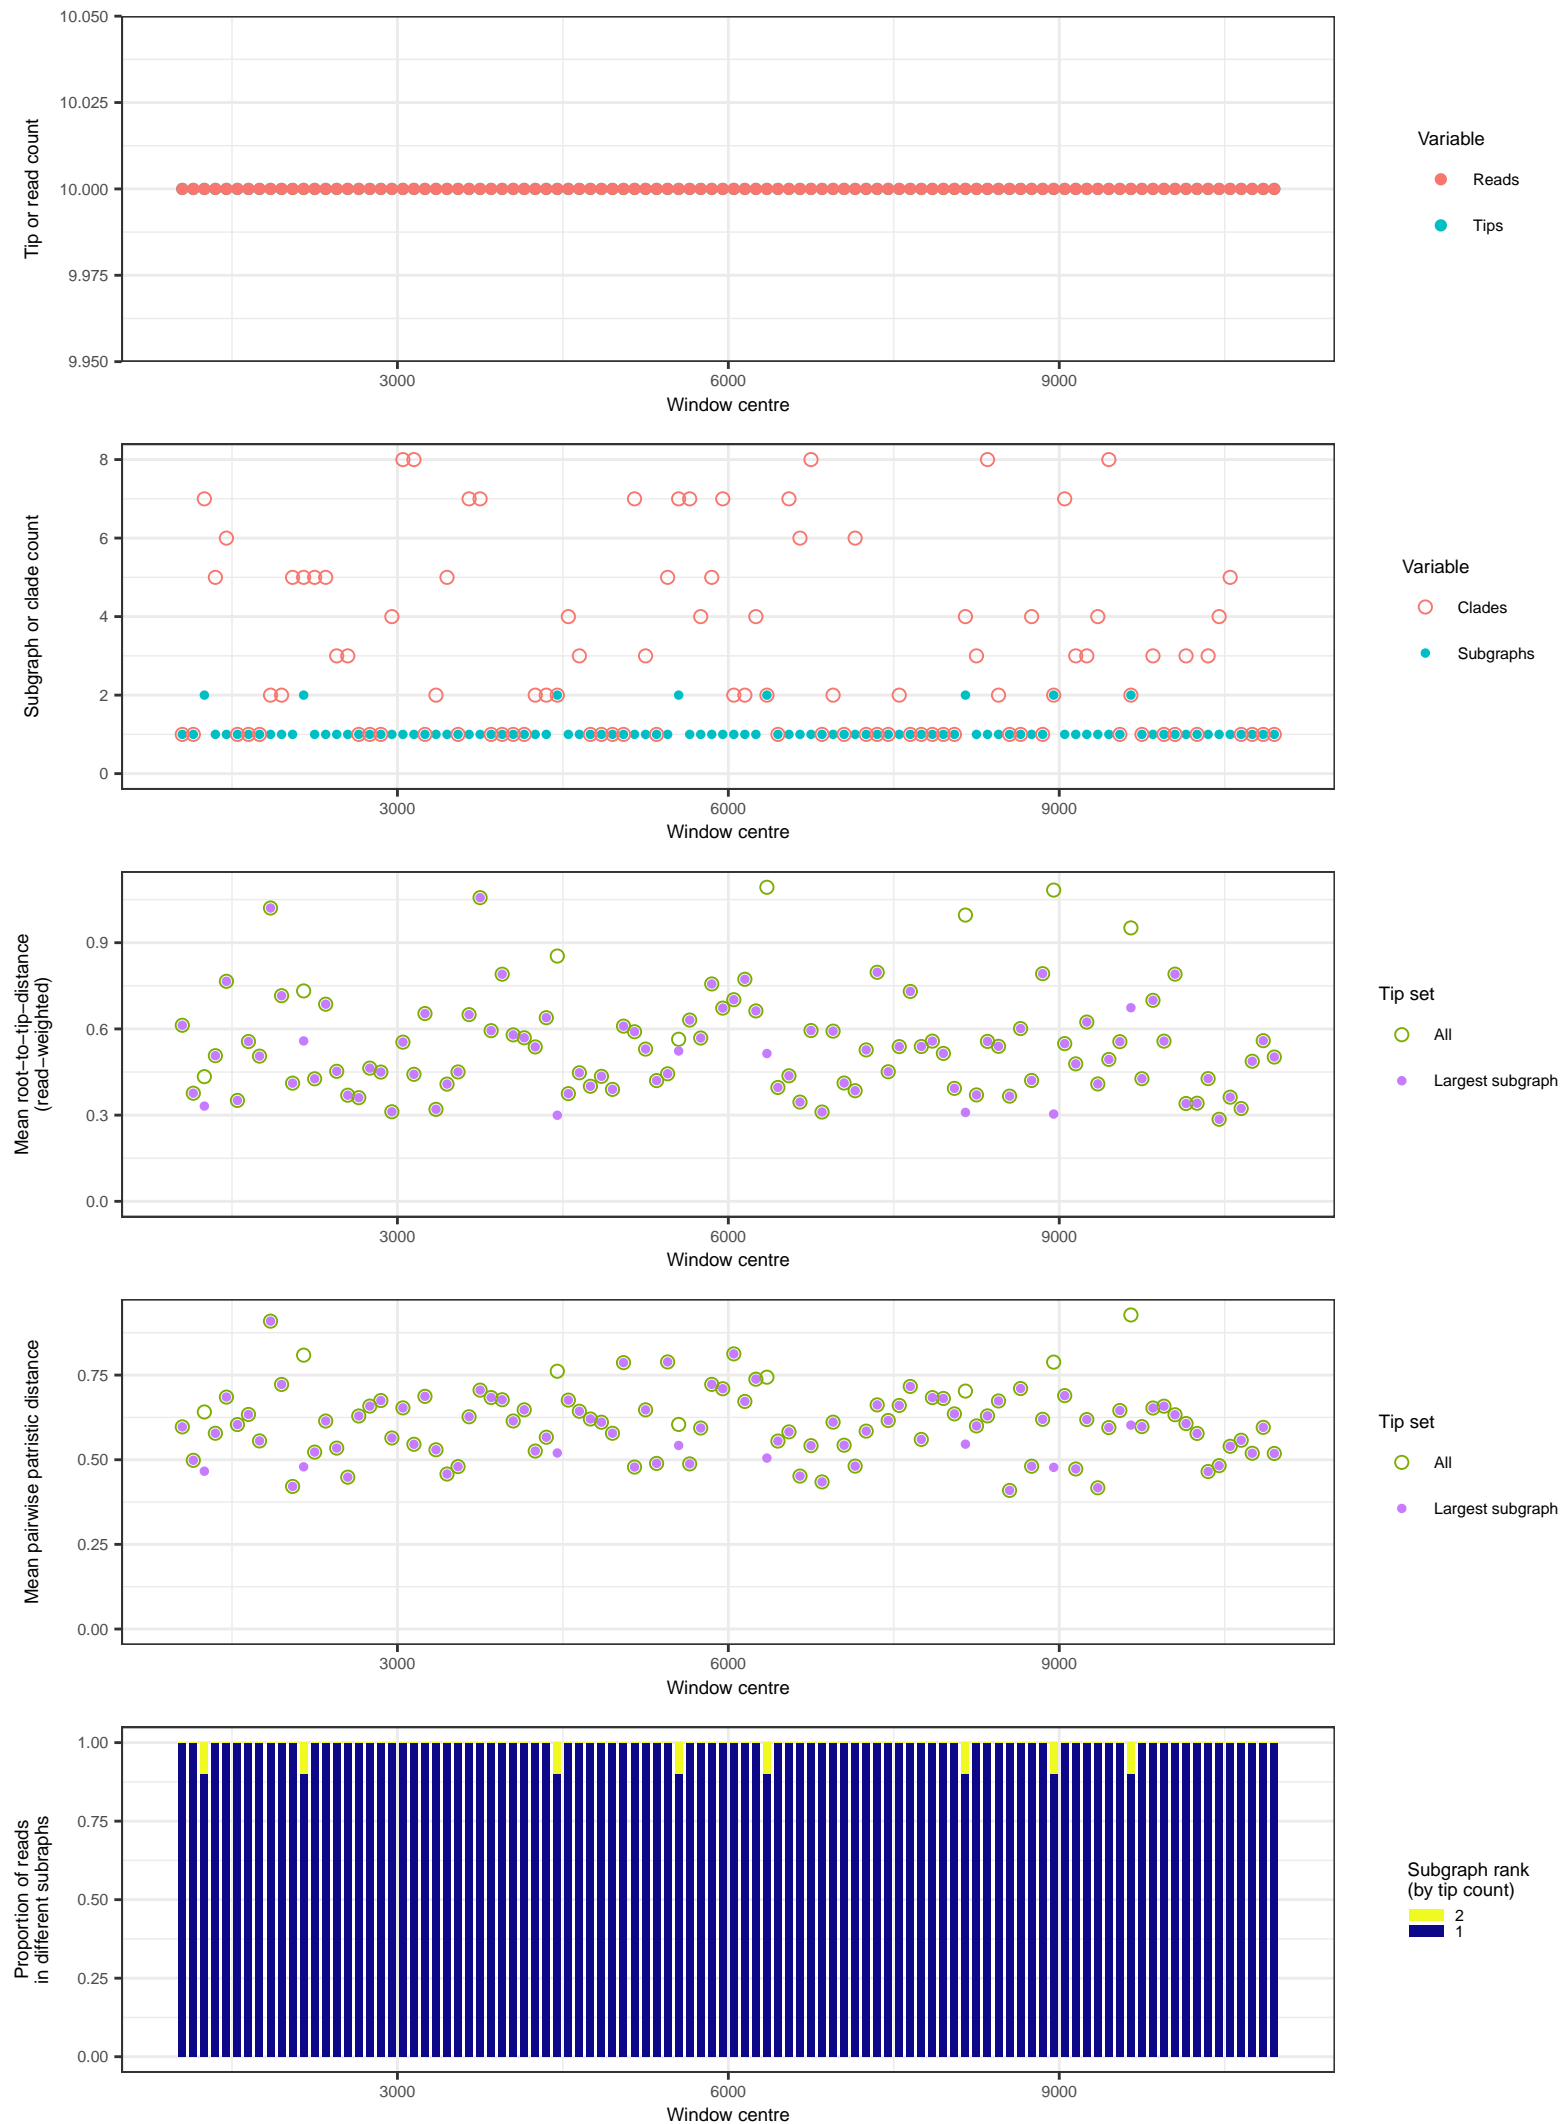 10.050
10.025
10.000
9.975
9.950
Tip or read count
3000
6000
9000
Window centre
Variable
Reads
Tips
8
6
4
2
0
Subgraph or clade count
3000
6000
9000
Window centre
Variable
Clades
Subgraphs
0.9
0.6
0.3
0.0
Mean root−to−tip−distance
(read−weighted)
3000
6000
9000
Window centre
Tip set
All
Largest subgraph
0.75
0.50
0.25
0.00
Mean pairwise patristic distance
3000
6000
9000
Window centre
Tip set
All
Largest subgraph
1.00
0.75
0.50
0.25
0.00
Proportion of reads
in different subraphs
3000
6000
9000
Window centre
Subgraph rank
(by tip count)
2
1